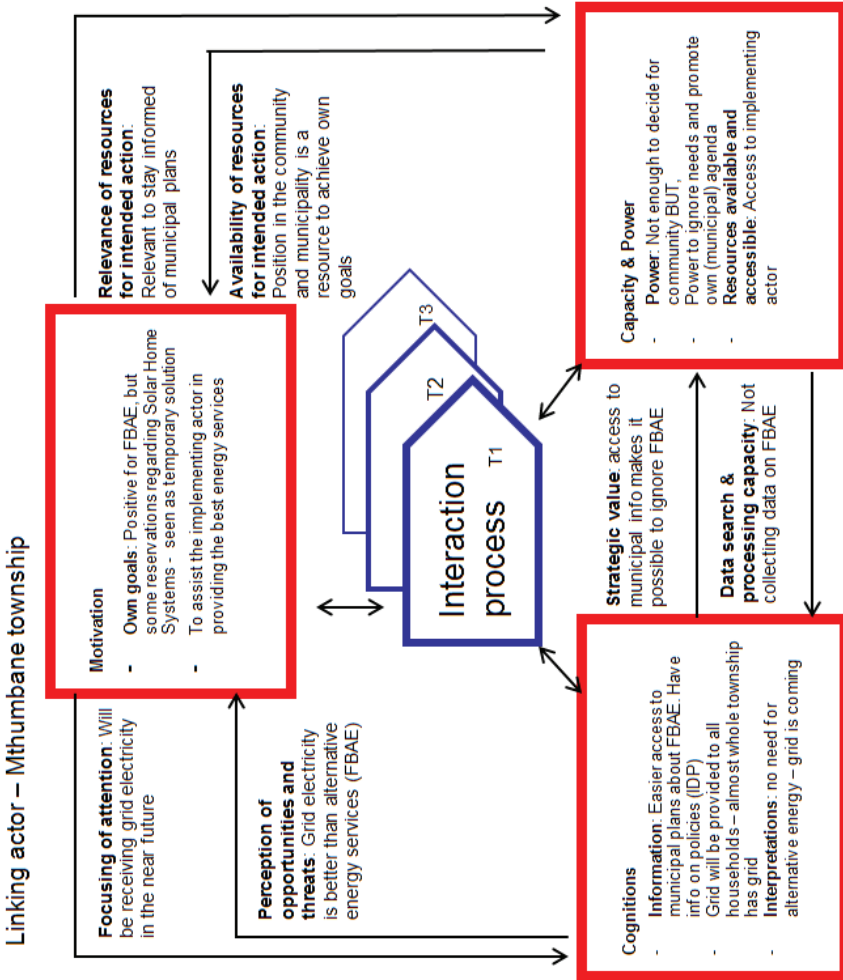 Linking actor – Mthumbane township
Focusing of attention: Will
be receiving grid electricity
in the near future
Perception of
opportunities and
threats: Grid electricity
is better than alternative
energy services (FBAE)
Motivation
- Own goals: Positive for FBAE, but
some reservations regarding Solar Home
Systems - seen as temporary solution
- To assist the implementing actor in
providing the best energy services
Relevance of resources
for intended action:
Relevant to stay informed
of municipal plans
Availability of resources
for intended action:
Position in the community
and municipality is a
resource to achieve own
goals
Interaction
process
T1
T2
T3
Cognitions
- Information: Easier access to
municipal plans about FBAE. Have
info on policies (IDP)
- Grid will be provided to all
households – almost whole township
has grid
- Interpretations: no need for
alternative energy – grid is coming
Strategic value: access to
municipal info makes it
possible to ignore FBAE
Data search &
processing capacity: Not
collecting data on FBAE
Capacity & Power
- Power: Not enough to decide for
community BUT,
- Power to ignore needs and promote
own (municipal) agenda
- Resources available and
accessible: Access to implementing
actor